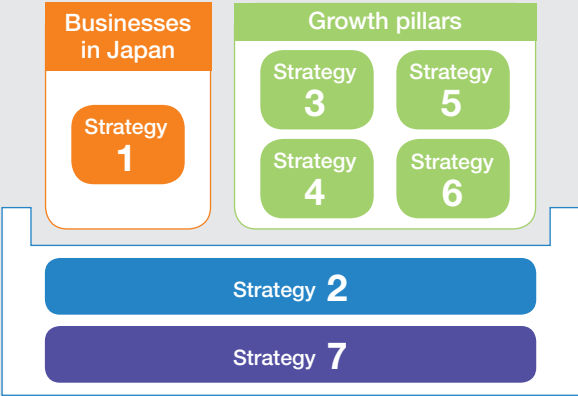 Businesses
in Japan
Strategy
1
Growth pillars
Strategy
3
Strategy
5
Strategy
4
Strategy
6
Strategy 2
Strategy 7